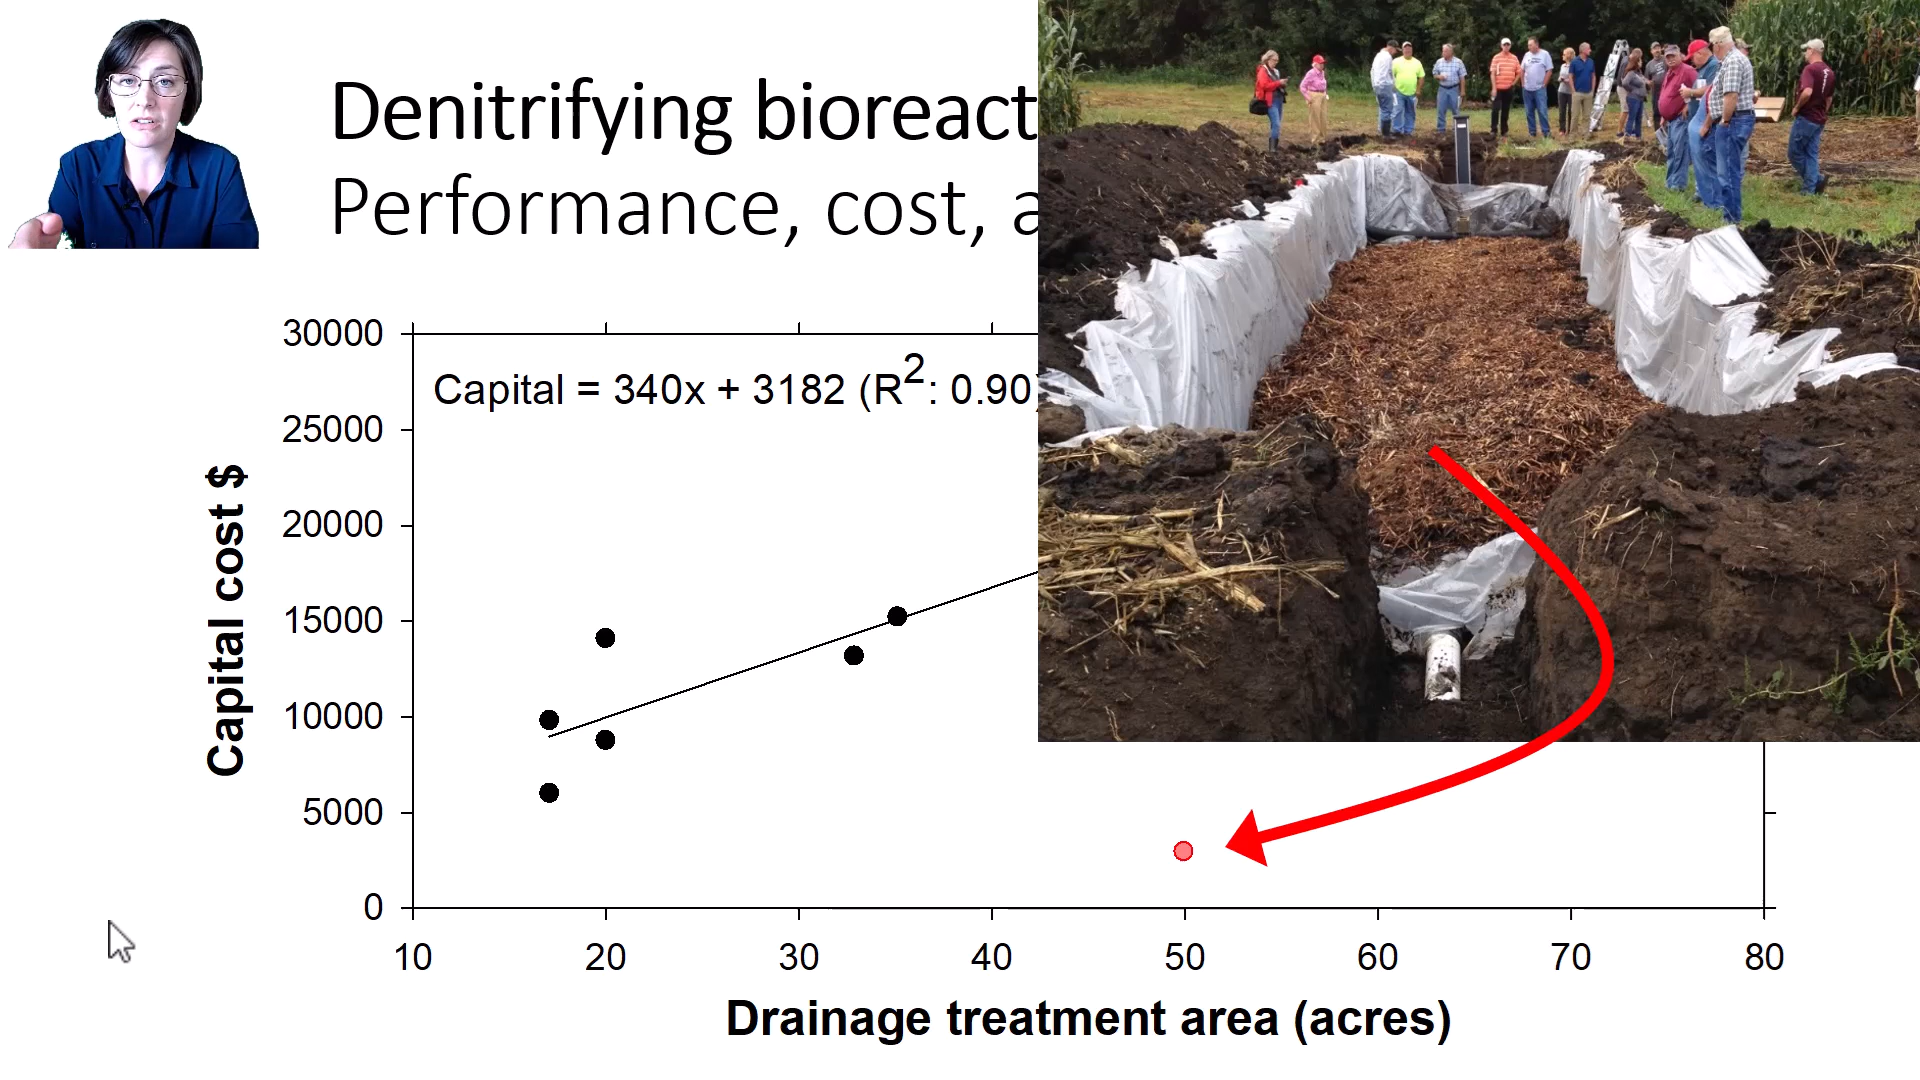 Denitrifying bioreact
Performance, cost, a
Capital = 340x + 3182 (R²: 0.90)
Capital cost $
30000
25000
20000
15000
10000
5000
0
10 20 30 40 50 60 70 80
Drainage treatment area (acres)